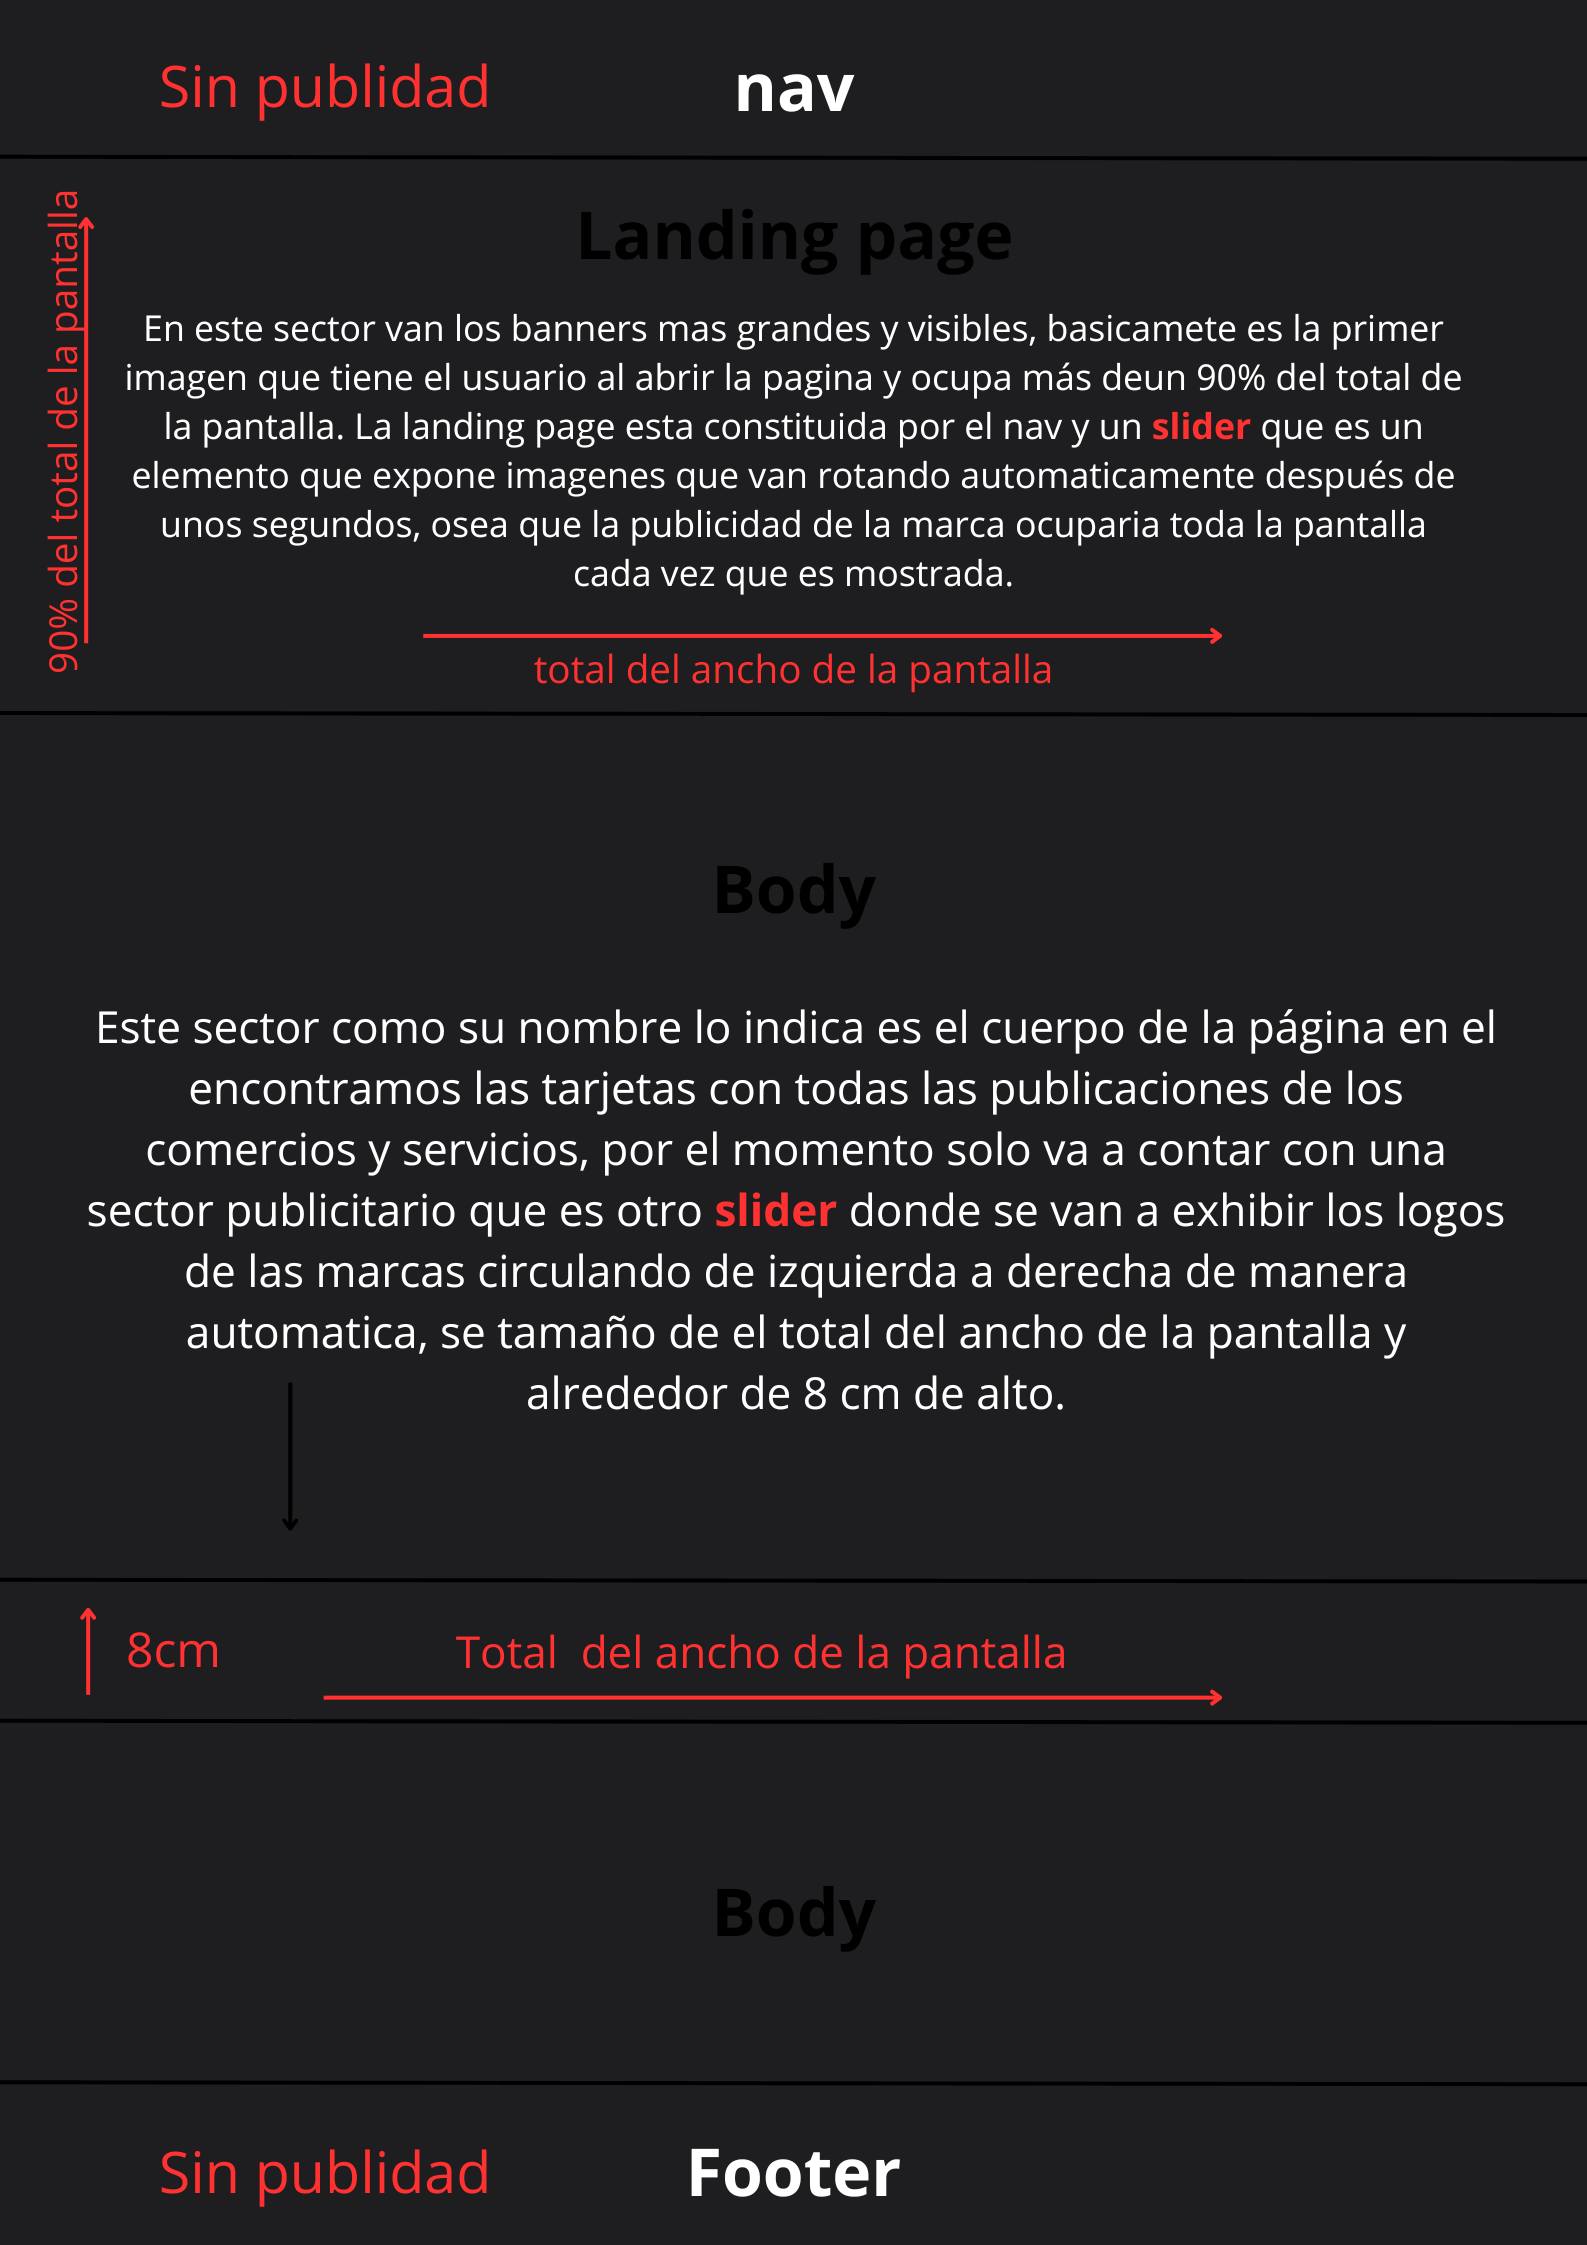 Sin publidad
nav
90% del total de la pantalla
Landing page
En este sector van los banners mas grandes y visibles, basicamete es la primer
imagen que tiene el usuario al abrir la pagina y ocupa más deun 90% del total de
la pantalla. La landing page esta constituida por el nav y un slider que es un
elemento que expone imagenes que van rotando automaticamente después de
unos segundos, osea que la publicidad de la marca ocuparia toda la pantalla
cada vez que es mostrada.
total del ancho de la pantalla
Body
Este sector como su nombre lo indica es el cuerpo de la página en el
encontramos las tarjetas con todas las publicaciones de los
comercios y servicios, por el momento solo va a contar con una
sector publicitario que es otro slider donde se van a exhibir los logos
de las marcas circulando de izquierda a derecha de manera
automatica, se tamaño de el total del ancho de la pantalla y
alrededor de 8 cm de alto.
8cm
Total  del ancho de la pantalla
Body
Sin publidad
Footer